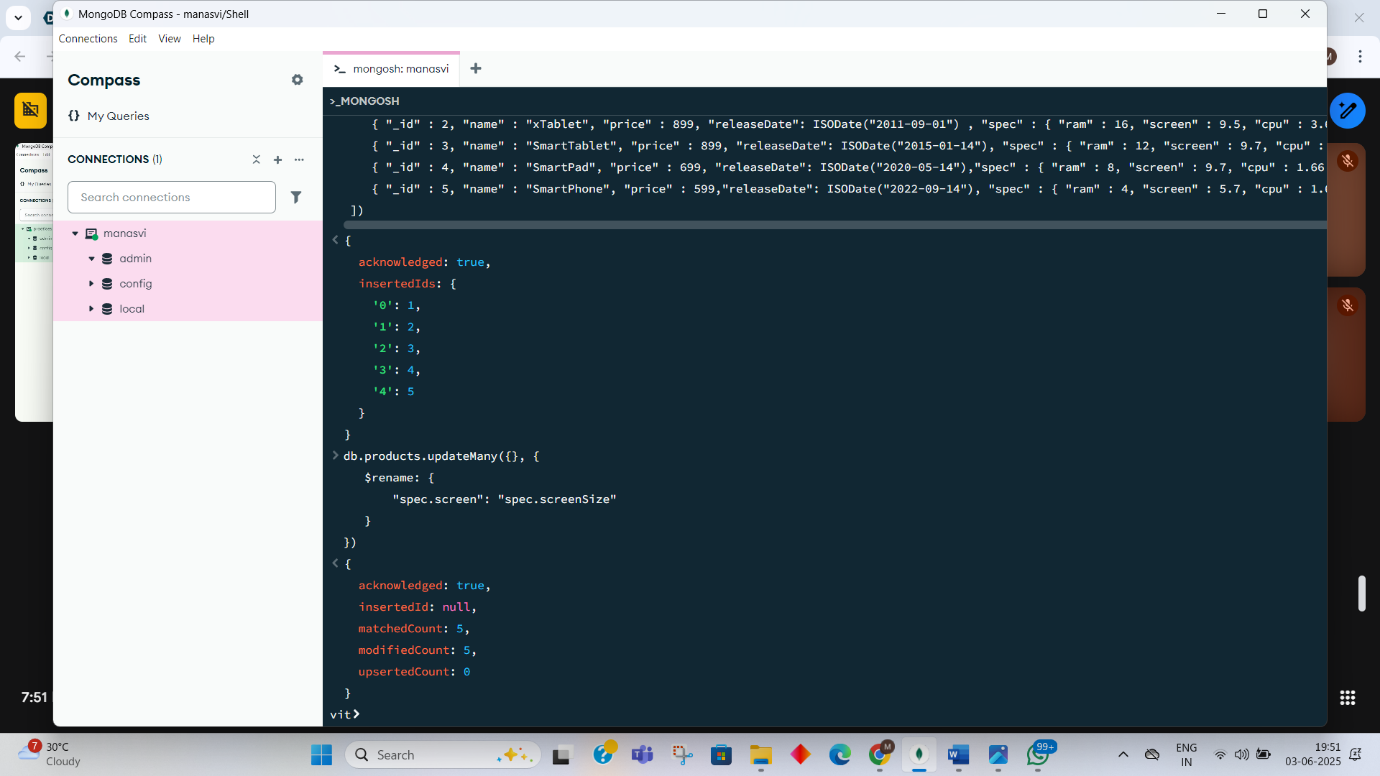 MongoDB Compass - manasvi/Shell
Connections Edit View Help
Compass
My Queries
CONNECTIONS (1)
Search connections
manasvi
admin
config
local
>_ mongosh: manasvi
>_MONGOSH
{ "_id" : 2, "name" : "xTablet", "price" : 899, "releaseDate": ISODate("2011-09-01") , "spec" : { "ram" : 16, "screen" : 9.5, "cpu" : 3.
{ "_id" : 3, "name" : "SmartTablet", "price" : 899, "releaseDate": ISODate("2015-01-14"), "spec" : { "ram" : 12, "screen" : 9.7, "cpu" :
{ "_id" : 4, "name" : "SmartPad", "price" : 699, "releaseDate": ISODate("2020-05-14"),"spec" : { "ram" : 8, "screen" : 9.7, "cpu" : 1.66
{ "_id" : 5, "name" : "SmartPhone", "price" : 599,"releaseDate": ISODate("2022-09-14"), "spec" : { "ram" : 4, "screen" : 5.7, "cpu" : 1.
])
{
acknowledged: true,
insertedIds: {
'0': 1,
'1': 2,
'2': 3,
'3': 4,
'4': 5
}
}
db.products.updateMany({}, {
$rename: {
"spec.screen": "spec.screenSize"
}
})
{
acknowledged: true,
insertedId: null,
matchedCount: 5,
modifiedCount: 5,
upsertedCount: 0
}
vit>
7:51
7
30°C
Cloudy
Search
M
99+
ENG
IN
19:51
03-06-2025